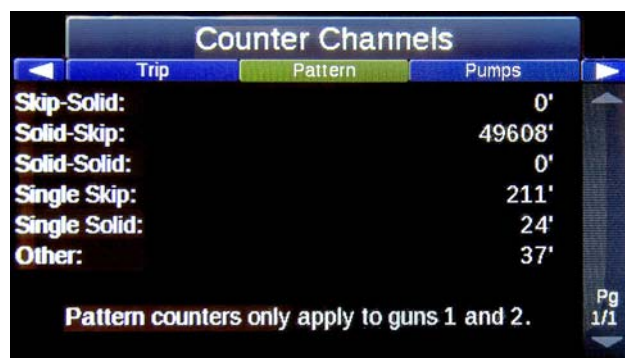 Counter Channels
Trip Pattern Pumps
Skip-Solid: 0'
Solid-Skip: 49608'
Solid-Solid: 0'
Single Skip: 211'
Single Solid: 24'
Other: 37'
Pg
Pattern counters only apply to guns 1 and 2. 1/1